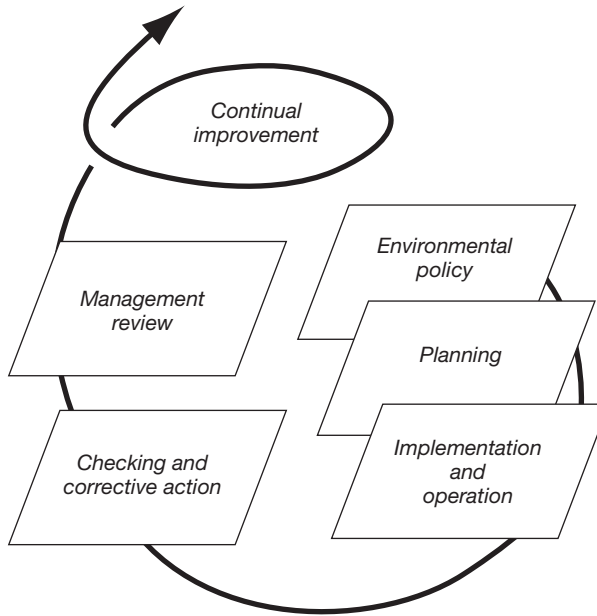 Continual
improvement
Environmental
policy
Planning
Implementation
and
operation
Checking and
corrective action
Management
review